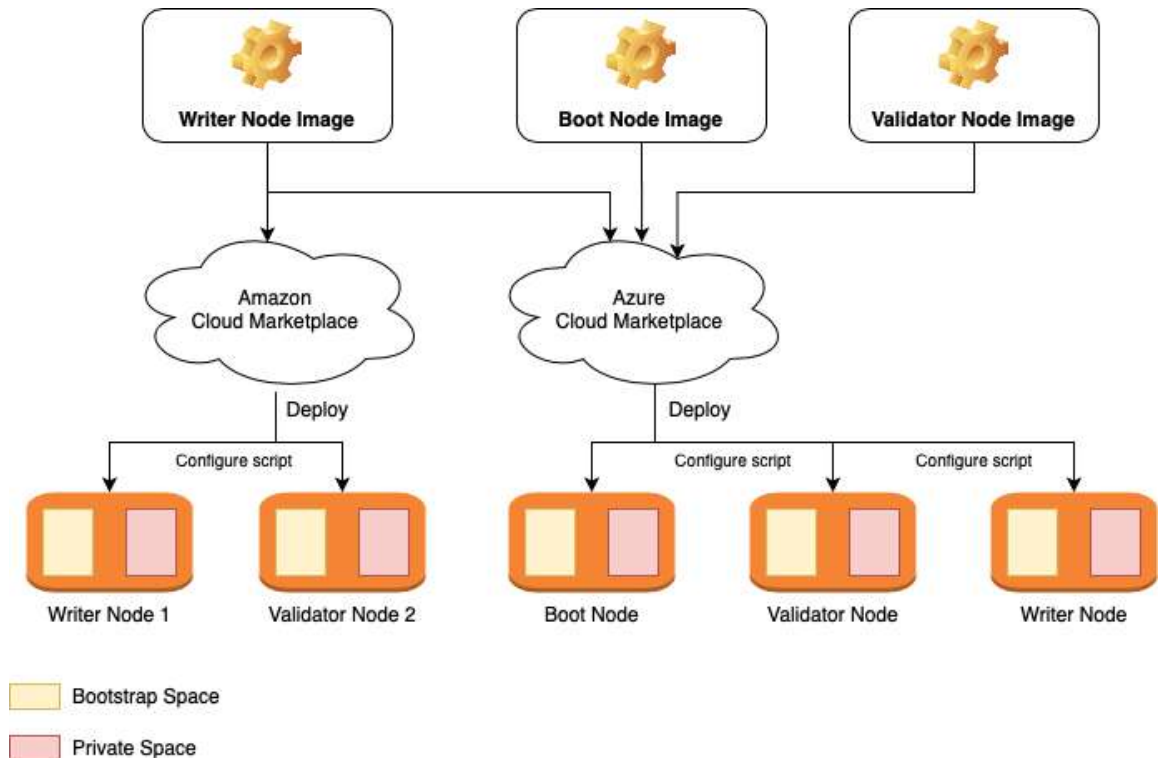 Writer Node Image
Boot Node Image
Validator Node Image
Amazon
Cloud Marketplace
Azure
Cloud Marketplace
Deploy
Deploy
Configure script
Configure script
Configure script
Writer Node 1
Validator Node 2
Boot Node
Validator Node
Writer Node
Bootstrap Space
Private Space